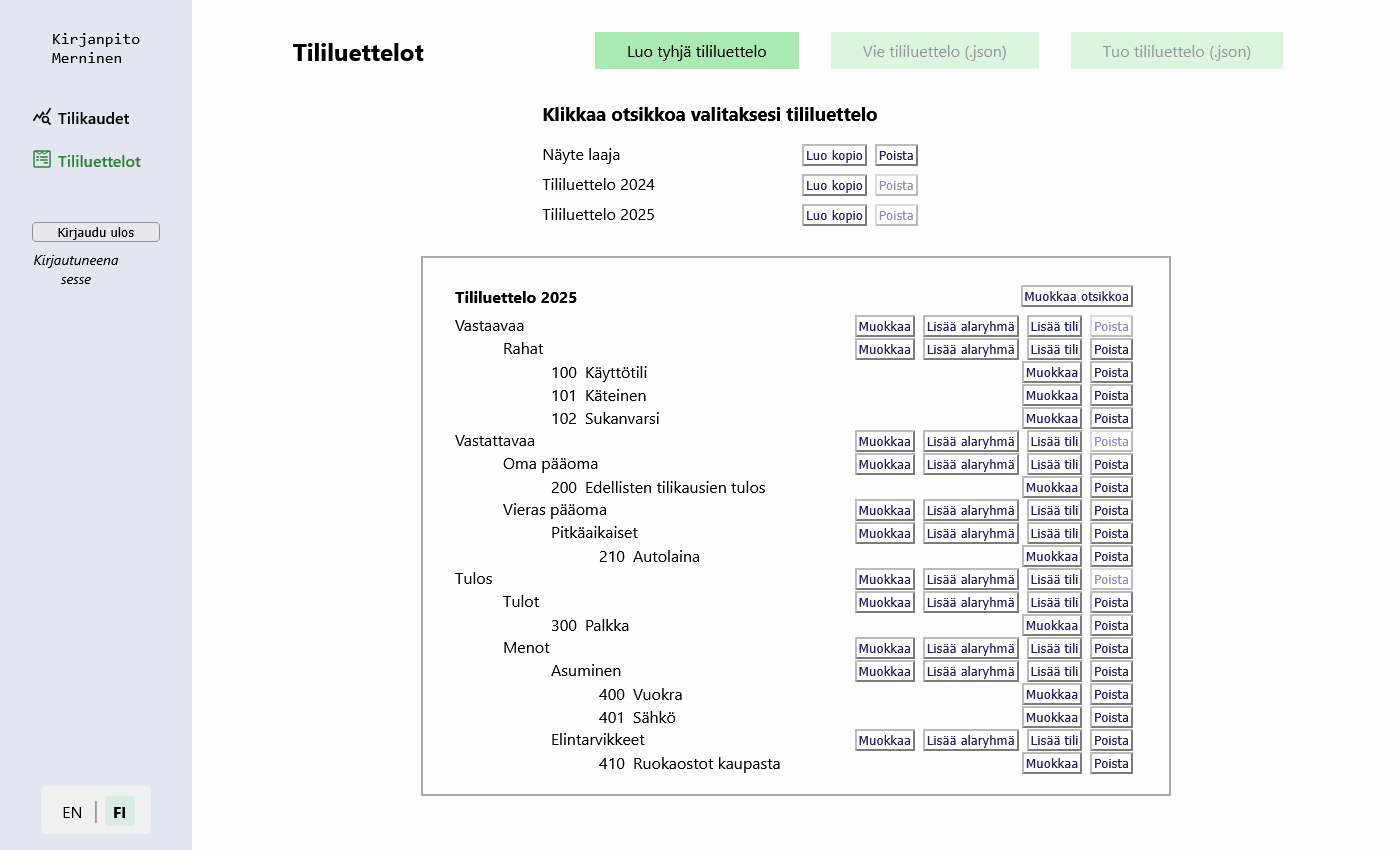 Kirjanpito
Merninen
Tilikaudet
Tililuettelot
Kirjaudu ulos
Kirjautuneena
sesse
EN | FI
Tililuettelot
Luo tyhjä tililuettelo
Vie tililuettelo (.json)
Tuo tililuettelo (.json)
Klikkaa otsikkoa valitaksesi tililuettelo
Näyte laaja Luo kopio Poista
Tililuettelo 2024 Luo kopio Poista
Tililuettelo 2025 Luo kopio Poista
Tililuettelo 2025 Muokkaa otsikkoa
Vastaavaa Muokkaa Lisää alaryhmä Lisää tili Poista
Rahat Muokkaa Lisää alaryhmä Lisää tili Poista
100 Käyttötili Muokkaa Poista
101 Käteinen Muokkaa Poista
102 Sukanvarsi Muokkaa Poista
Vastattavaa Muokkaa Lisää alaryhmä Lisää tili Poista
Oma pääoma Muokkaa Lisää alaryhmä Lisää tili Poista
200 Edellisten tilikausien tulos Muokkaa Poista
Vieras pääoma Muokkaa Lisää alaryhmä Lisää tili Poista
Pitkäaikaiset Muokkaa Lisää alaryhmä Lisää tili Poista
210 Autolaina Muokkaa Poista
Tulos Muokkaa Lisää alaryhmä Lisää tili Poista
Tulot Muokkaa Lisää alaryhmä Lisää tili Poista
300 Palkka Muokkaa Poista
Menot Muokkaa Lisää alaryhmä Lisää tili Poista
Asuminen Muokkaa Lisää alaryhmä Lisää tili Poista
400 Vuokra Muokkaa Poista
401 Sähkö Muokkaa Poista
Elintarvikkeet Muokkaa Lisää alaryhmä Lisää tili Poista
410 Ruokaostot kaupasta Muokkaa Poista